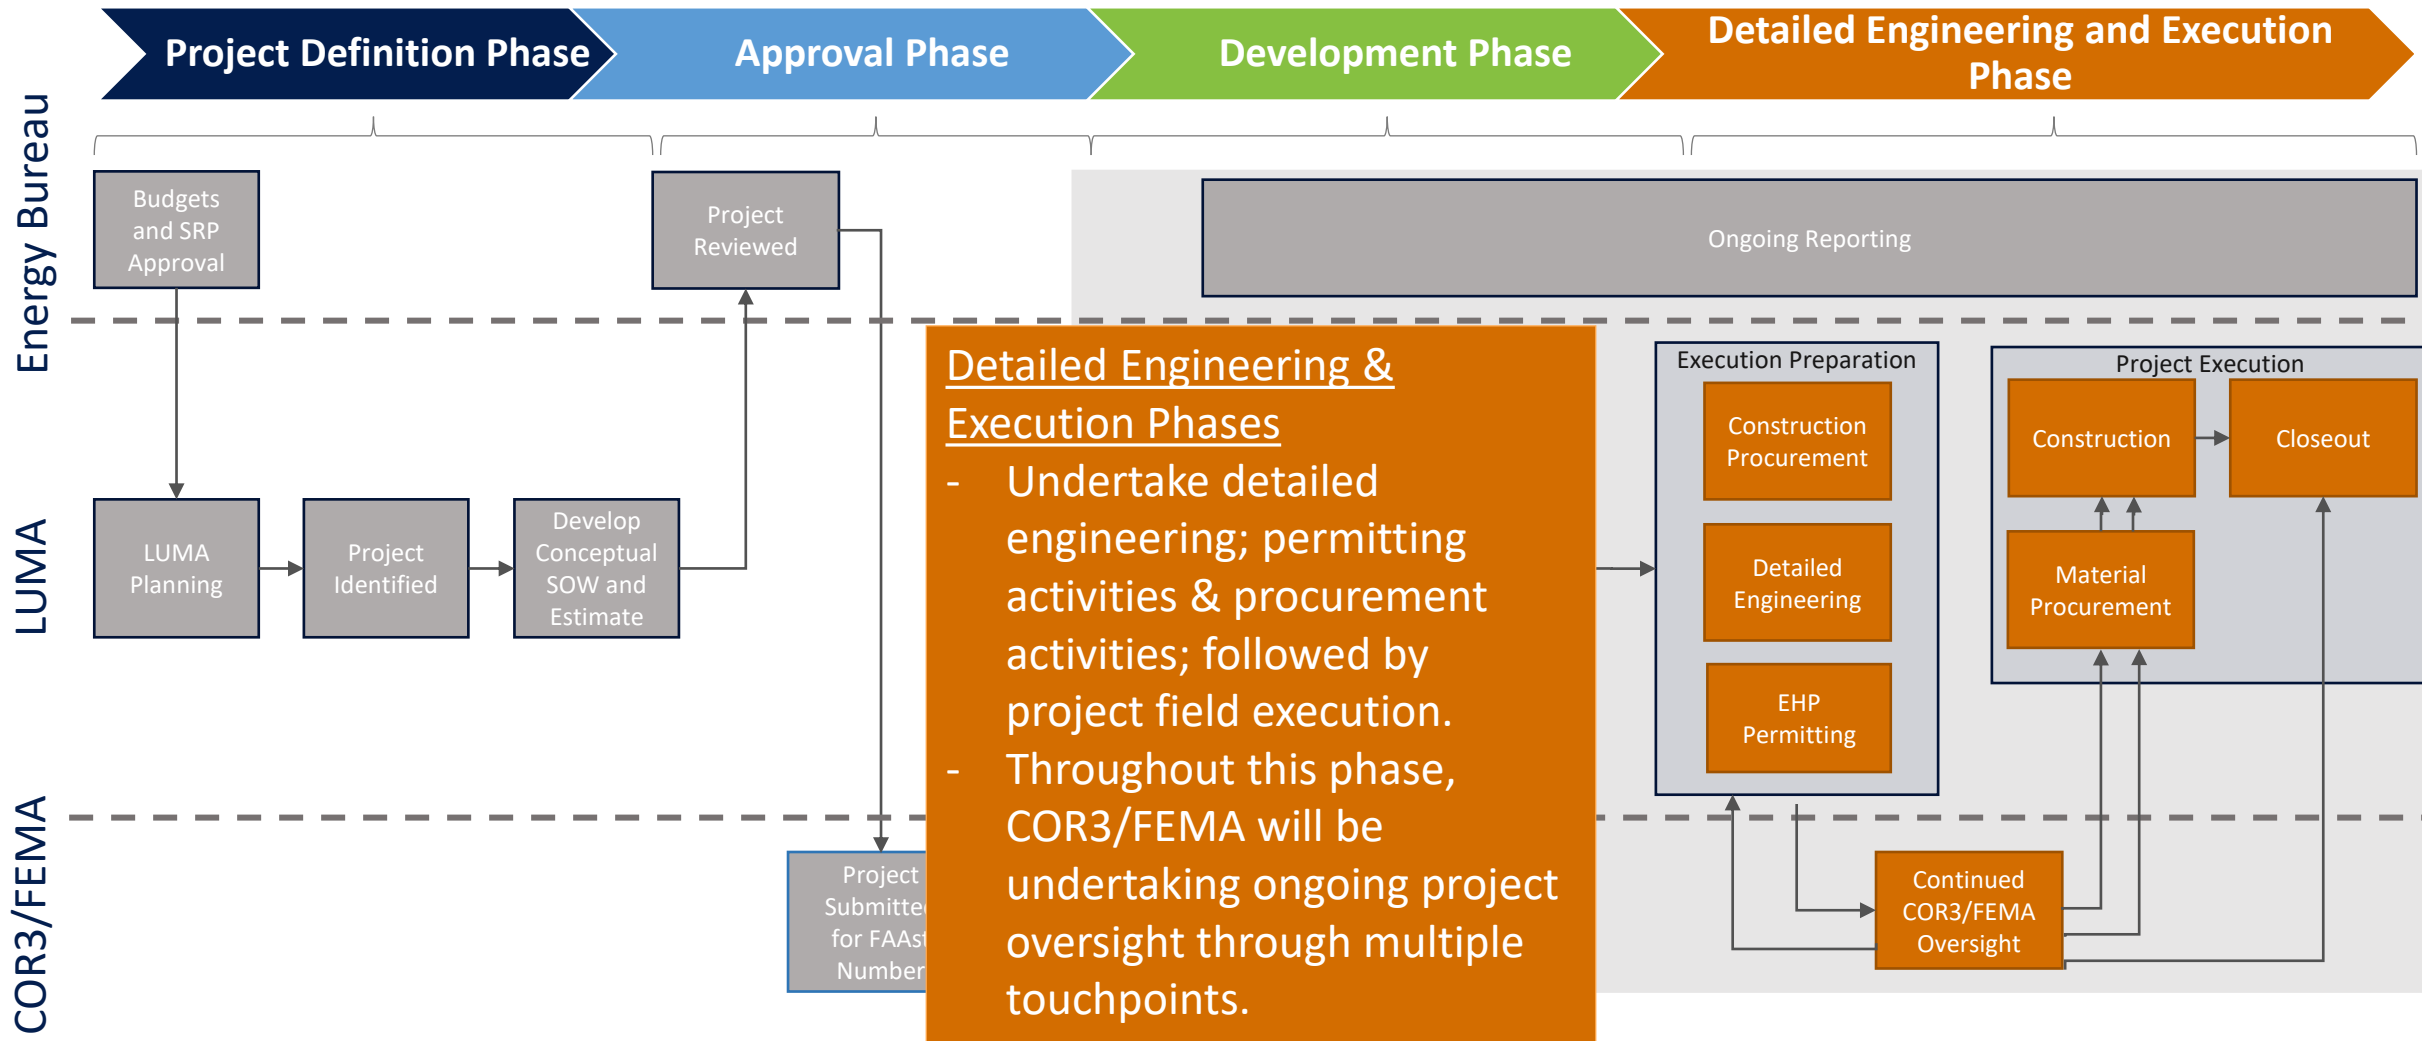 Project Definition Phase
Approval Phase
Development Phase
Detailed Engineering and Execution
Phase
Energy Bureau
Budgets
and SRP
Approval
Project
Reviewed
Ongoing Reporting
LUMA
LUMA
Planning
Project
Identified
Develop
Conceptual
SOW and
Estimate
Detailed Engineering &
Execution Phases
- Undertake detailed
engineering; permitting
activities & procurement
activities; followed by
project field execution.
- Throughout this phase,
COR3/FEMA will be
undertaking ongoing project
oversight through multiple
touchpoints.
Execution Preparation
Construction
Procurement
Detailed
Engineering
EHP
Permitting
Project Execution
Construction
Closeout
Material
Procurement
COR3/FEMA
Project
Submitted
for FAAst
Number
Continued
COR3/FEMA
Oversight